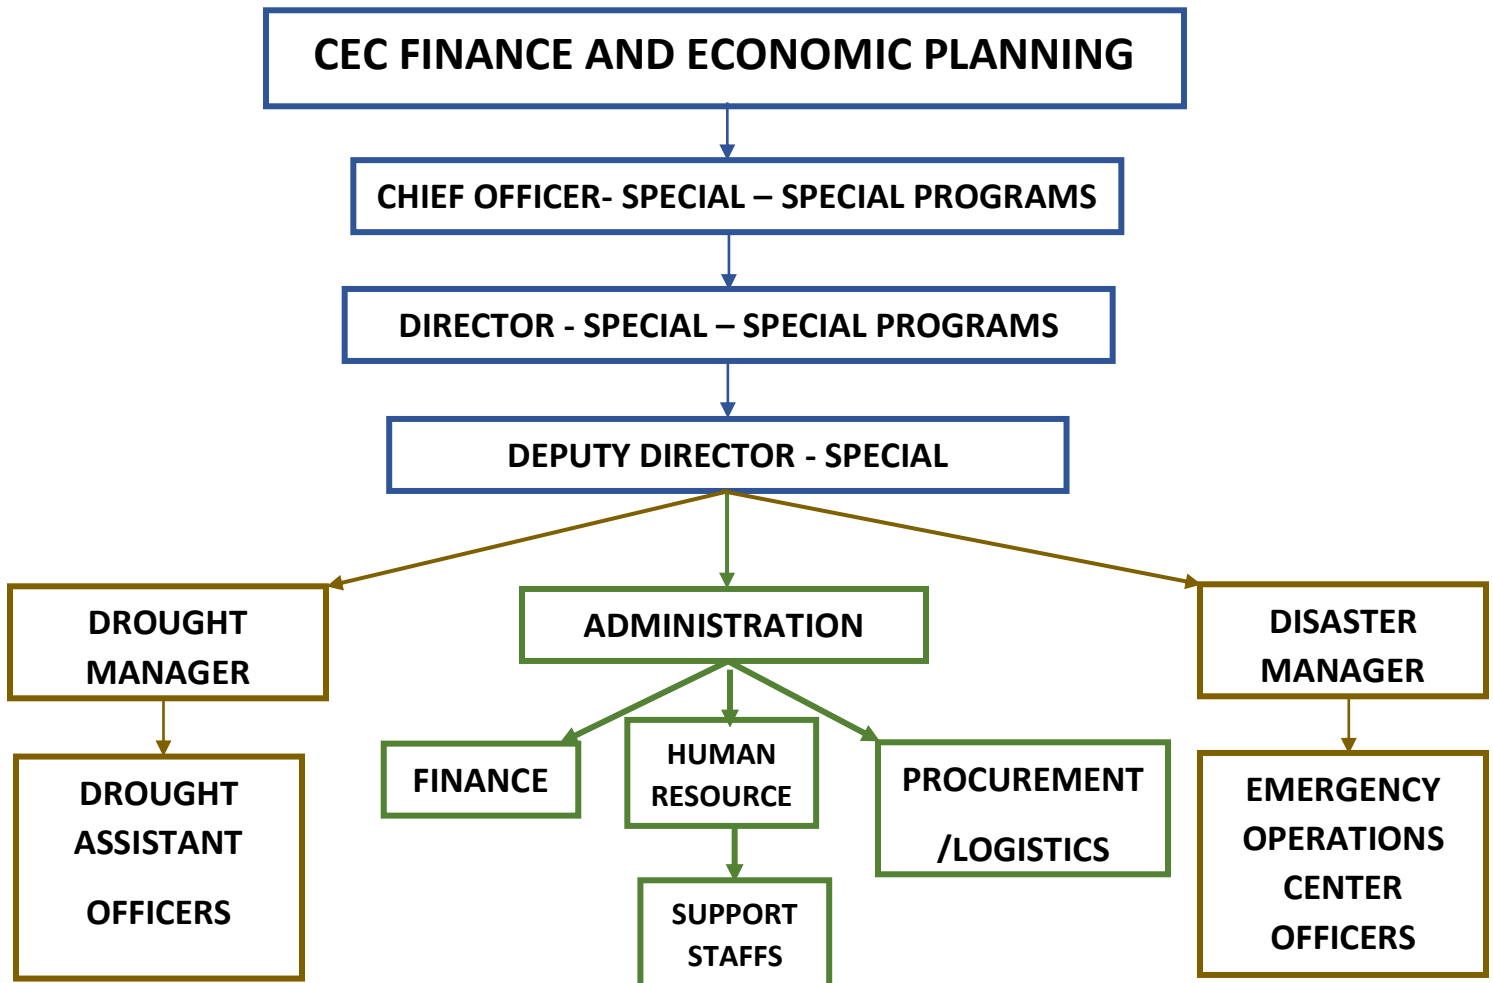 CEC FINANCE AND ECONOMIC PLANNING
CHIEF OFFICER- SPECIAL – SPECIAL PROGRAMS
DIRECTOR - SPECIAL – SPECIAL PROGRAMS
DEPUTY DIRECTOR - SPECIAL
DROUGHT
MANAGER
ADMINISTRATION
DISASTER
MANAGER
DROUGHT
ASSISTANT
OFFICERS
FINANCE
HUMAN
RESOURCE
PROCUREMENT
/LOGISTICS
EMERGENCY
OPERATIONS
CENTER
OFFICERS
SUPPORT
STAFFS